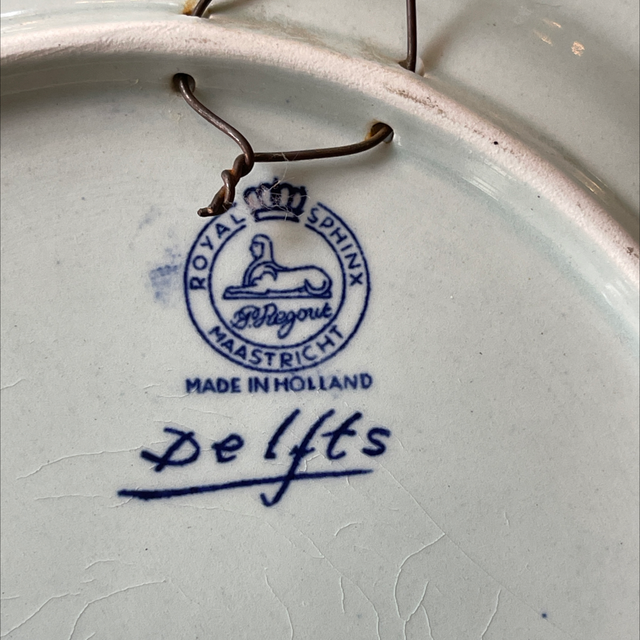 ROYAL SPHINX
P. Regout
MAASTRICHT
MADE IN HOLLAND
Delfts